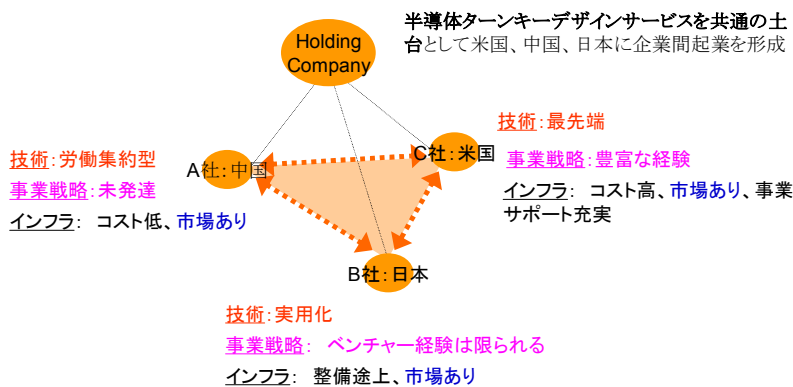 Holding
Company
半導体ターンキーデザインサービスを共通の土
台として米国、中国、日本に企業間起業を形成
技術:最先端
事業戦略:豊富な経験
インフラ: コスト高、市場あり、事業
サポート充実
C社:米国
技術:労働集約型
事業戦略:未発達
インフラ: コスト低、市場あり
A社:中国
B社:日本
技術:実用化
事業戦略: ベンチャー経験は限られる
インフラ: 整備途上、市場あり